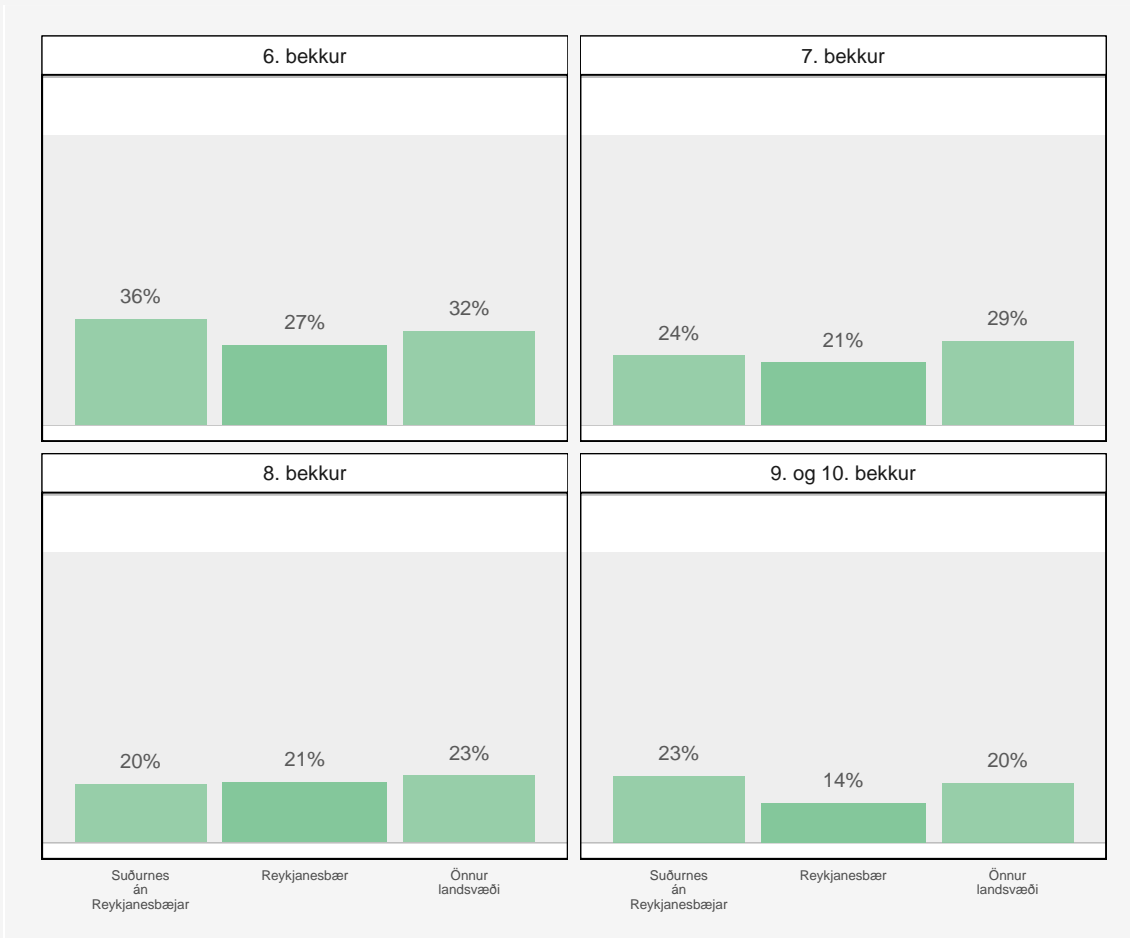 6. bekkur
7. bekkur
36%
27%
32%
24%
21%
29%
8. bekkur
9. og 10. bekkur
20%
21%
23%
23%
14%
20%
Suðurnes
án
Reykjanesbæjar
Reykjanesbær
Önnur
landsvæði
Suðurnes
án
Reykjanesbæjar
Reykjanesbær
Önnur
landsvæði